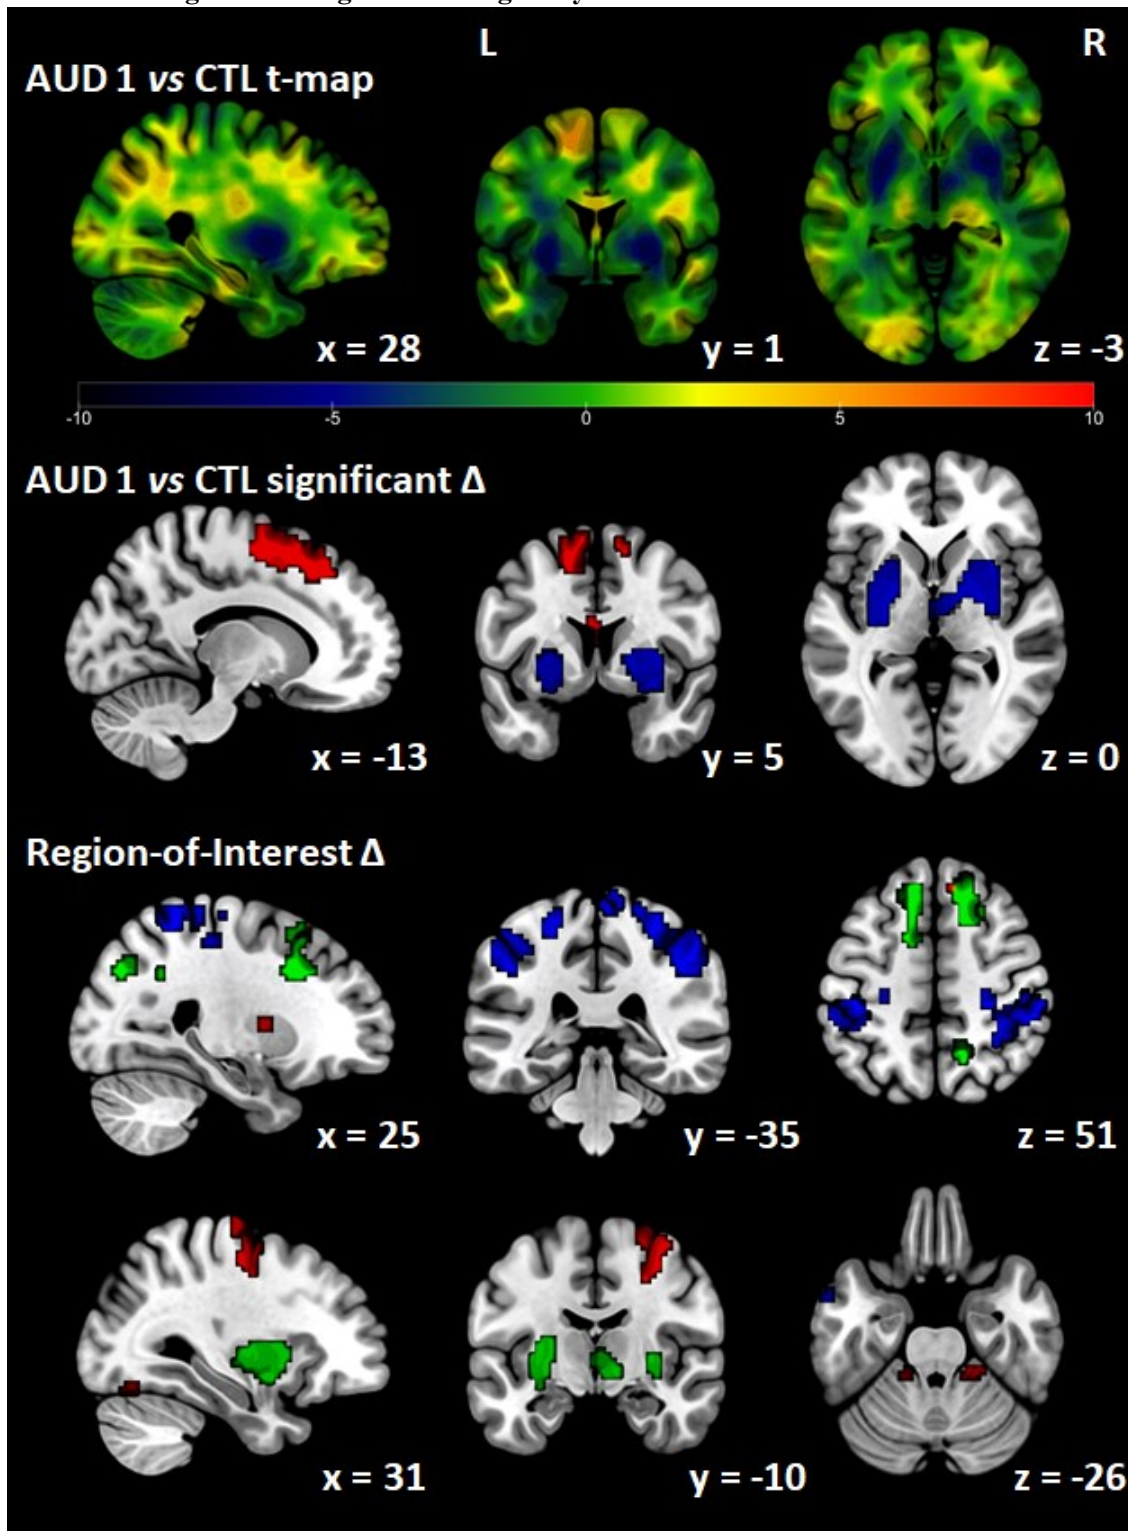 L R
AUD 1 vs CTL t-map
x = 28 y = 1 z = -3
-10 -5 0 5 10
AUD 1 vs CTL significant Δ
x = -13 y = 5 z = 0
Region-of-Interest Δ
x = 25 y = -35 z = 51
x = 31 y = -10 z = -26